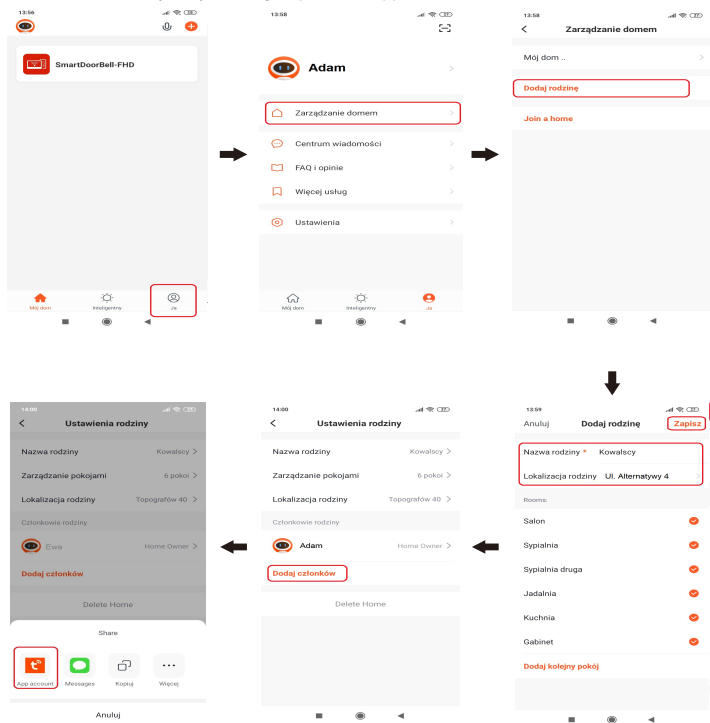 13:56
SmartDoorBell-FHD
Mój dom
Inteligentny
Ja
13:58
Adam
Zarządzanie domem
Centrum wiadomości
FAQ i opinie
Więcej usług
Ustawienia
Mój dom
Inteligentny
Ja
13:58
Zarządzanie domem
Mój dom ..
Dodaj rodzinę
Join a home
14:00
Ustawienia rodziny
Nazwa rodziny Kowalscy
Zarządzanie pokojami 6 pokoi
Lokalizacja rodziny Topografów 40
Członkowie rodziny
Ewa Home Owner
Dodaj członków
Delete Home
Share
App account Messages Kopiuj Więcej
Anuluj
14:00
Ustawienia rodziny
Nazwa rodziny Kowalscy
Zarządzanie pokojami 6 pokoi
Lokalizacja rodziny Topografów 40
Członkowie rodziny
Adam Home Owner
Dodaj członków
Delete Home
13:59
Anuluj Dodaj rodzinę Zapisz
Nazwa rodziny * Kowalscy
Lokalizacja rodziny Ul. Alternatywy 4
Rooms:
Salon
Sypialnia
Sypialnia druga
Jadalnia
Kuchnia
Gabinet
Dodaj kolejny pokój